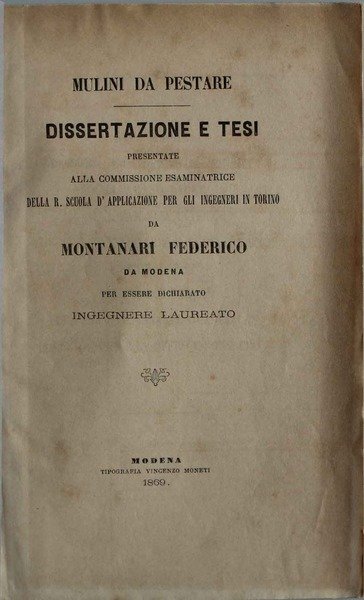 MULINI DA PESTARE
DISSERTAZIONE E TESI
PRESENTATE
ALLA COMMISSIONE ESAMINATRICE
DELLA R. SCUOLA D' APPLICAZIONE PER GLI INGEGNERI IN TORINO
DA
MONTANARI FEDERICO
DA MODENA
PER ESSERE DICHIARATO
INGEGNERE LAUREATO
MODENA
TIPOGRAFIA VINCENZO MONETI
1869.